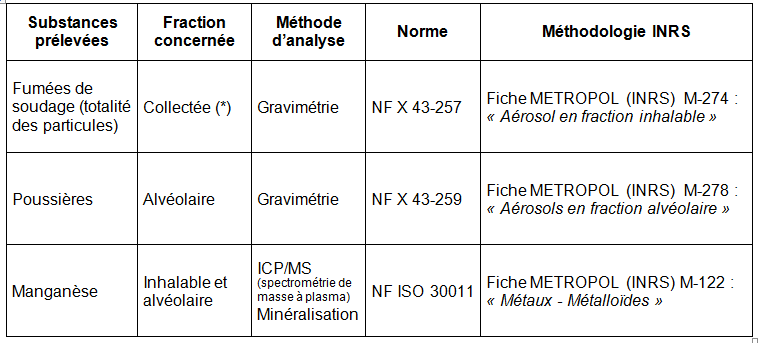 Substances
prélevées
Fraction
concernée
Méthode
d'analyse
Norme
Méthodologie INRS
Fumées de
soudage (totalité
des particules)
Collectée (*)
Gravimétrie
NF X 43-257
Fiche METROPOL (INRS) M-274 :
« Aérosol en fraction inhalable »
Poussières
Alvéolaire
Gravimétrie
NF X 43-259
Fiche METROPOL (INRS) M-278 :
« Aérosols en fraction alvéolaire »
Manganèse
Inhalable et
alvéolaire
ICP/MS
(spectrométrie de
masse à plasma)
Minéralisation
NF ISO 30011
Fiche METROPOL (INRS) M-122 :
« Métaux - Métalloïdes »